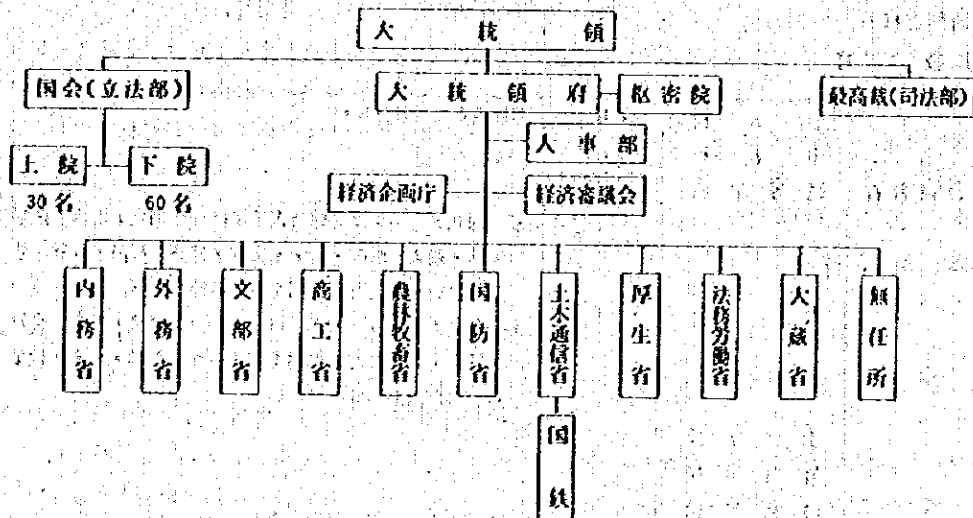 大統領
国会(立法部)
大統領府
枢密院
最高裁(司法部)
人事部
上院
下院
30名
60名
経済企画庁
経済審議会
内務省
外務省
文部省
商工省
農林牧畜省
国防省
土木通信省
厚生省
法務労働省
大蔵省
無任所
国鉄